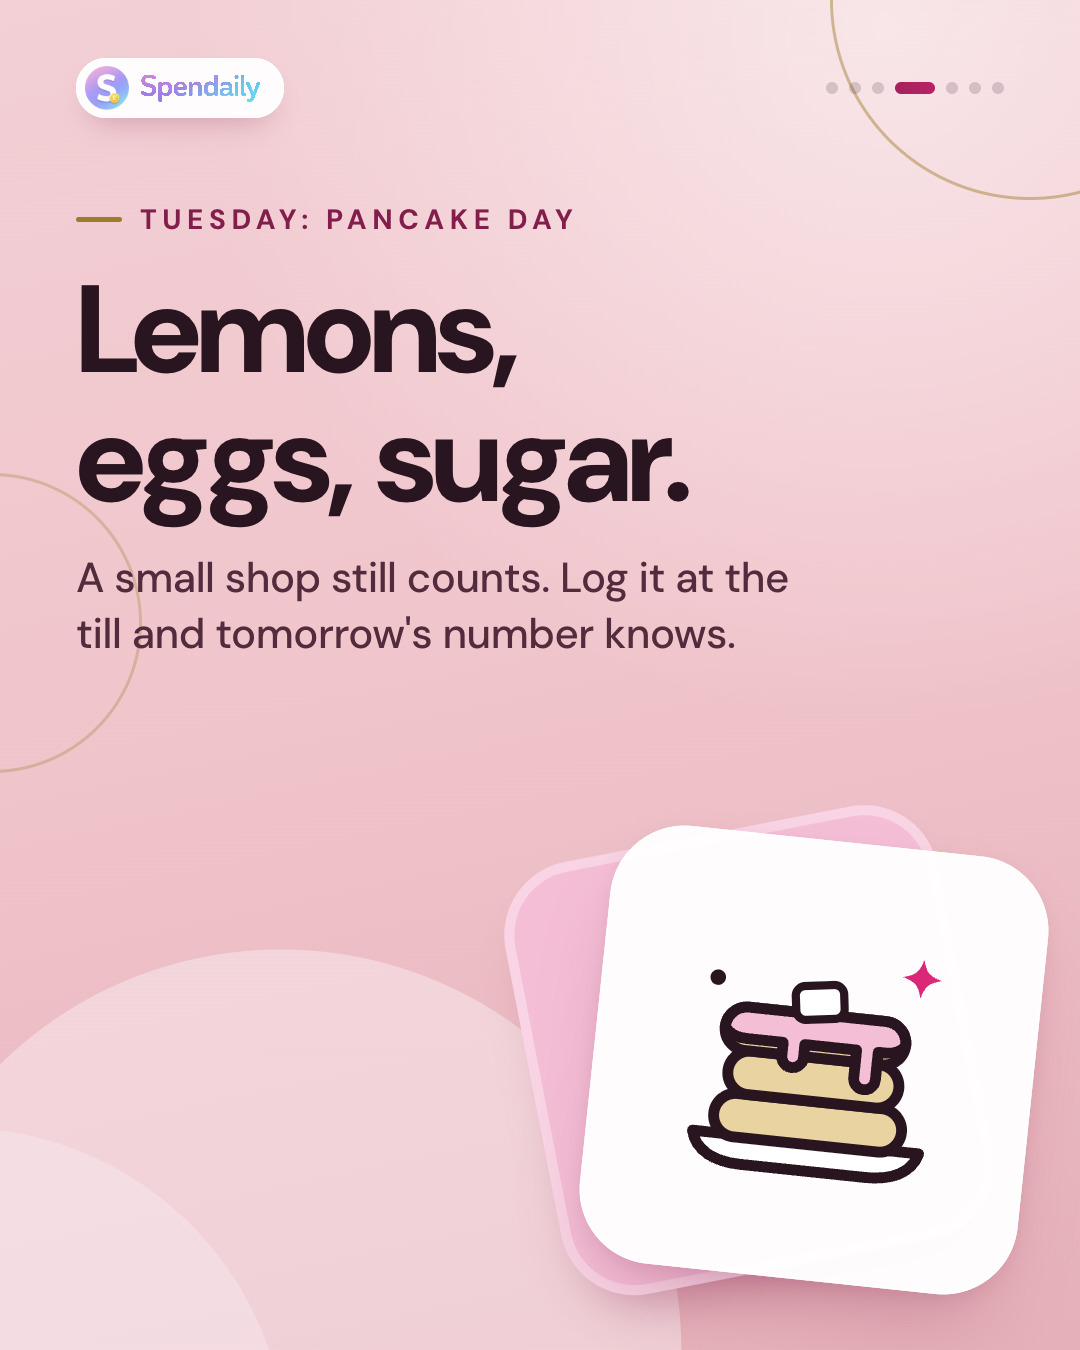 Spendaily
TUESDAY: PANCAKE DAY
Lemons,
eggs, sugar.
A small shop still counts. Log it at the
till and tomorrow's number knows.